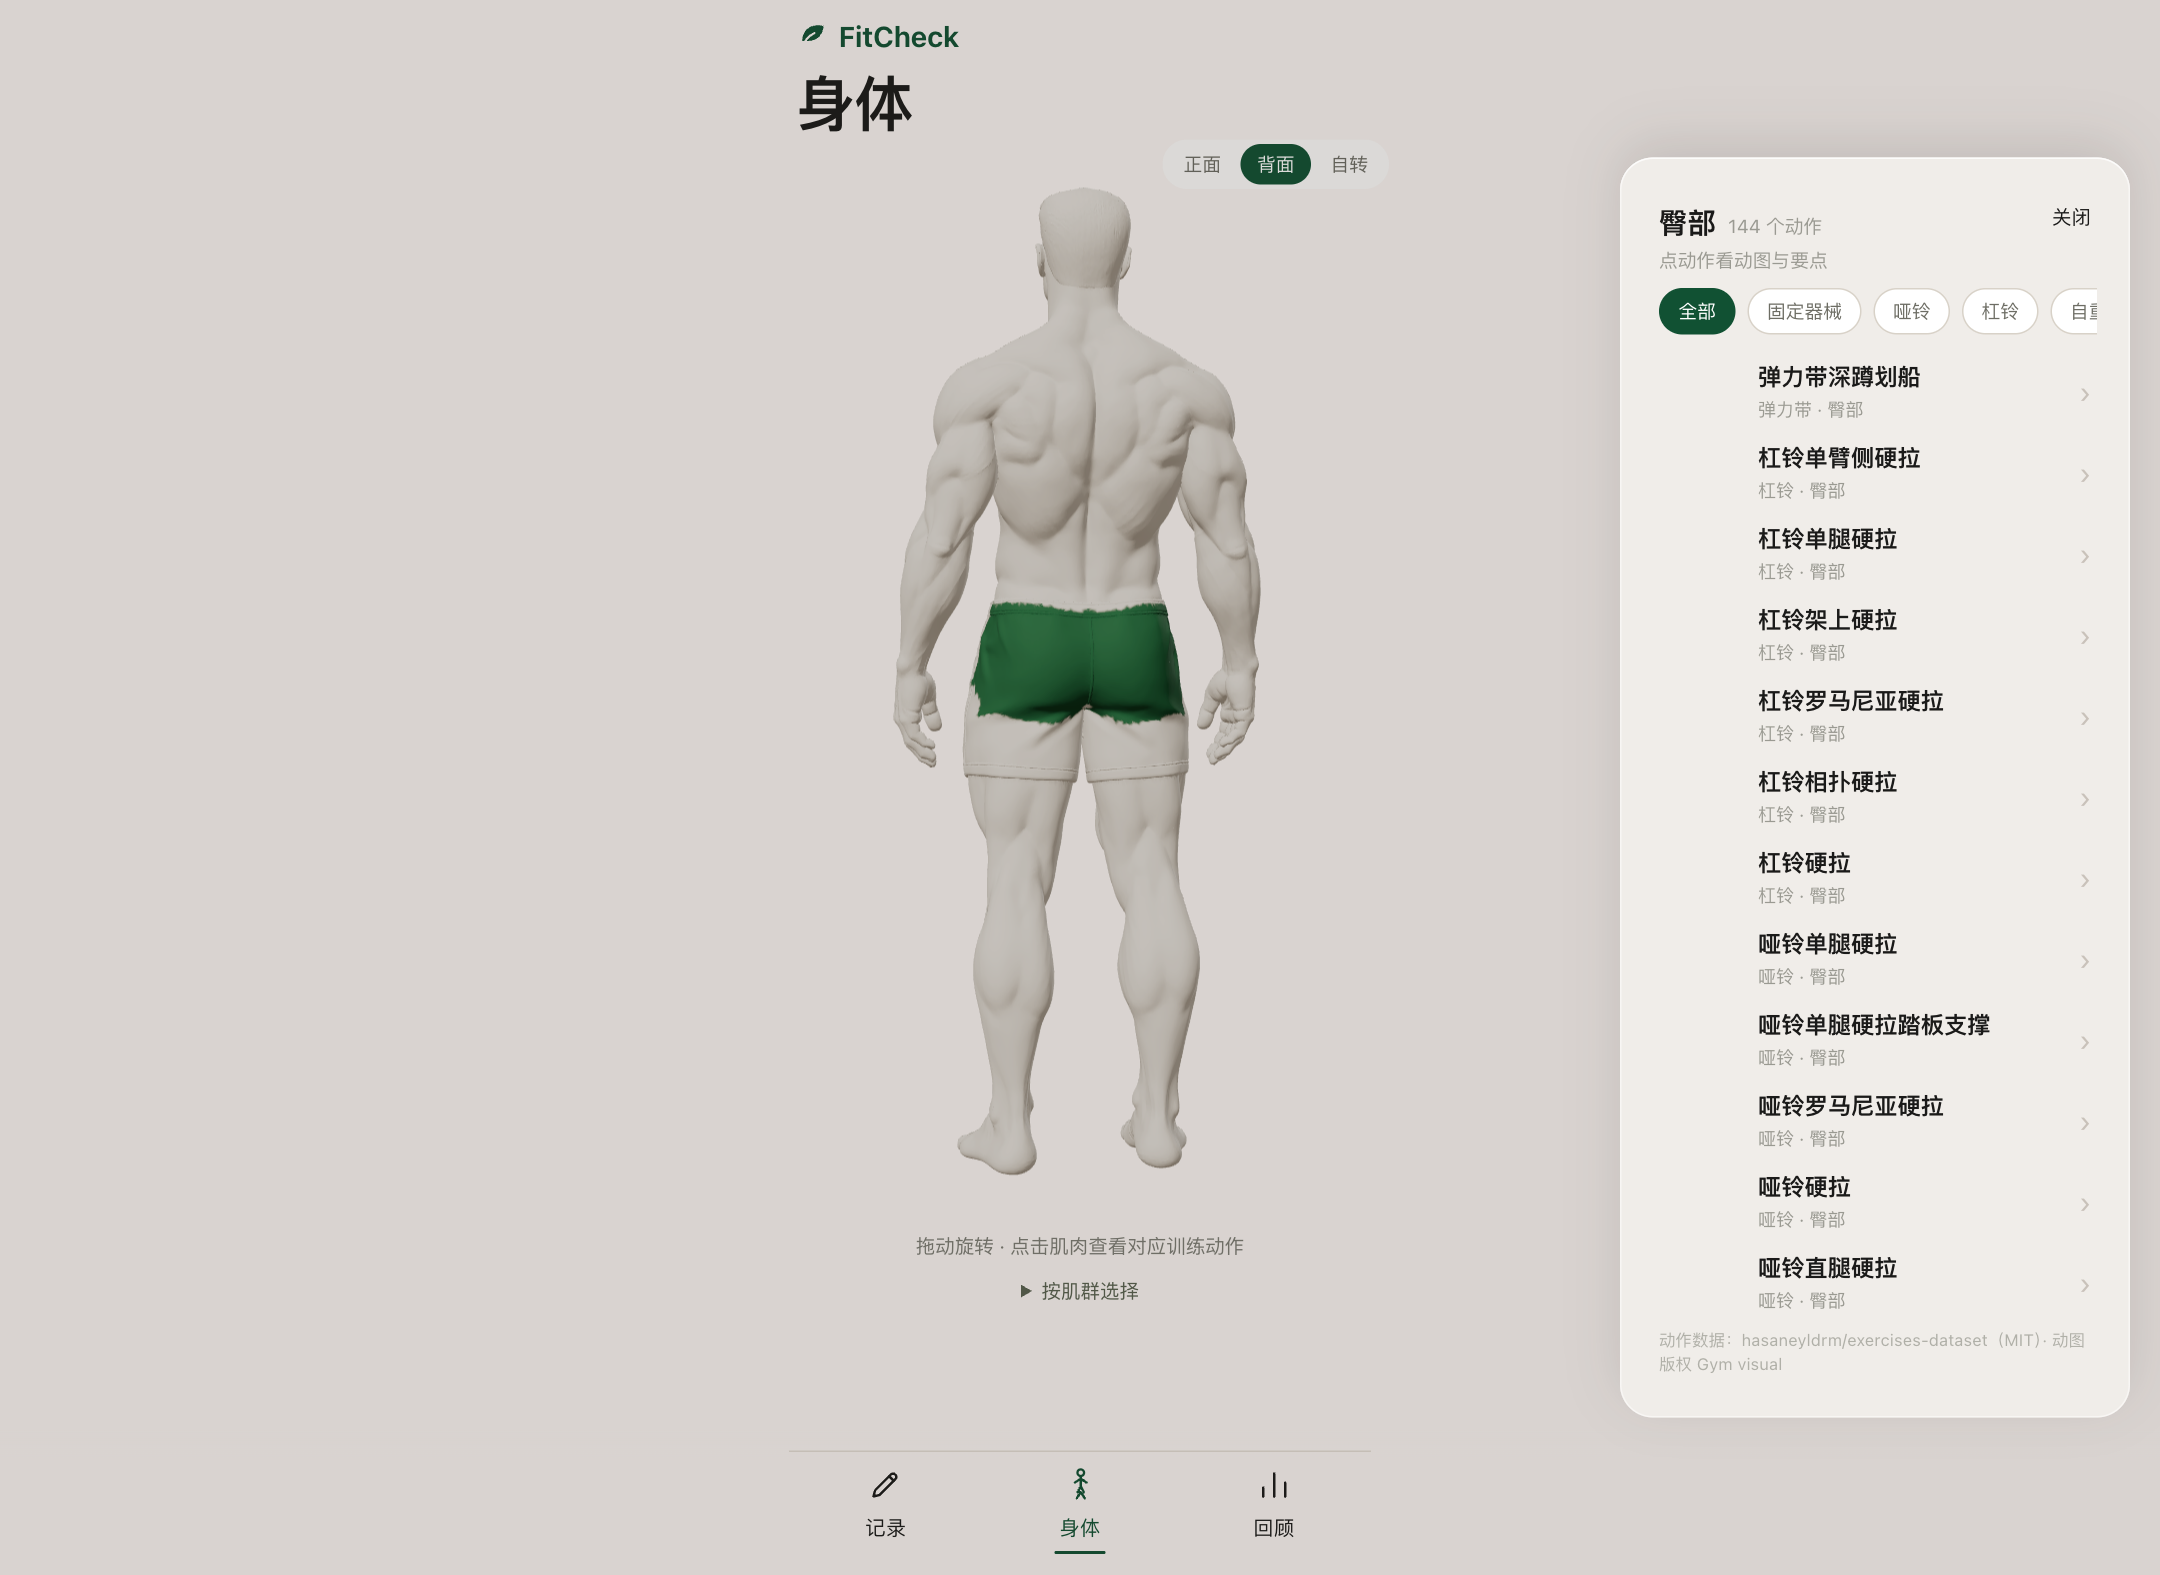 FitCheck
身体
正面 背面 自转
臀部 144 个动作 关闭
点动作看动图与要点
全部 固定器械 哑铃 杠铃 自重
弹力带深蹲划船
弹力带 · 臀部
杠铃单臂侧硬拉
杠铃 · 臀部
杠铃单腿硬拉
杠铃 · 臀部
杠铃架上硬拉
杠铃 · 臀部
杠铃罗马尼亚硬拉
杠铃 · 臀部
杠铃相扑硬拉
杠铃 · 臀部
杠铃硬拉
杠铃 · 臀部
哑铃单腿硬拉
哑铃 · 臀部
哑铃单腿硬拉踏板支撑
哑铃 · 臀部
哑铃罗马尼亚硬拉
哑铃 · 臀部
哑铃硬拉
哑铃 · 臀部
哑铃直腿硬拉
哑铃 · 臀部
动作数据：hasaneyldrm/exercises-dataset（MIT）· 动图
版权 Gym visual
拖动旋转 · 点击肌肉查看对应训练动作
▶ 按肌群选择
记录 身体 回顾